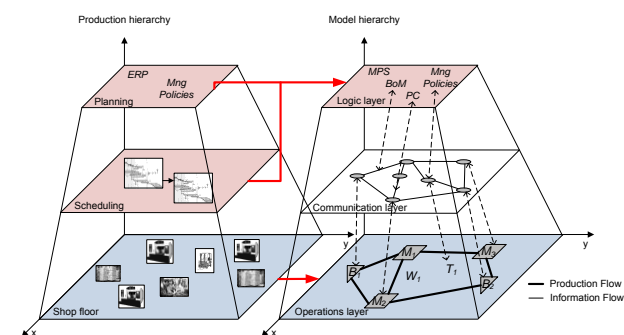 Production hierarchy
Model hierarchy
ERP
Mng
Policies
Planning
MPS
BoM
PC
Mng
Policies
Logic layer
Scheduling
Communication layer
y
y
B1
M1
M3
W1
T1
B2
M2
Shop floor
Operations layer
Production Flow
Information Flow
x
x